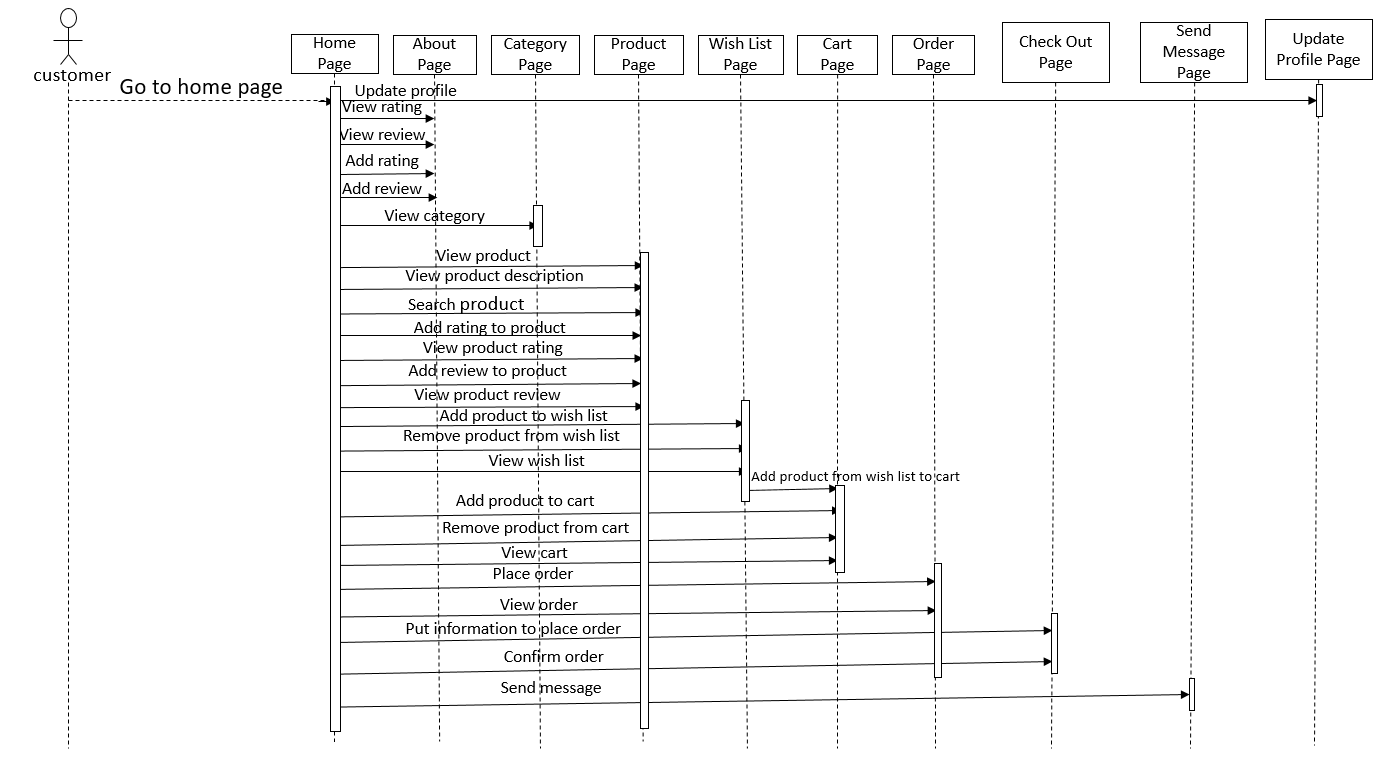 customer
Home
Page
About
Page
Category
Page
Product
Page
Wish List
Page
Cart
Page
Order
Page
Check Out
Page
Send
Message
Page
Update
Profile Page
Go to home page
Update profile
View rating
View review
Add rating
Add review
View category
View product
View product description
Search product
Add rating to product
View product rating
Add review to product
View product review
Add product to wish list
Remove product from wish list
View wish list
Add product from wish list to cart
Add product to cart
Remove product from cart
View cart
Place order
View order
Put information to place order
Confirm order
Send message